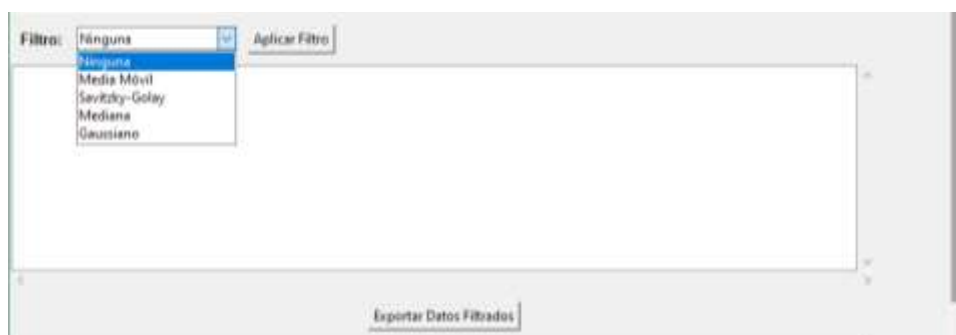 Filtro: Ninguna Aplicar Filtro
Ninguna
Media Móvil
Savitzky-Golay
Mediana
Gaussiano
Exportar Datos Filtrados